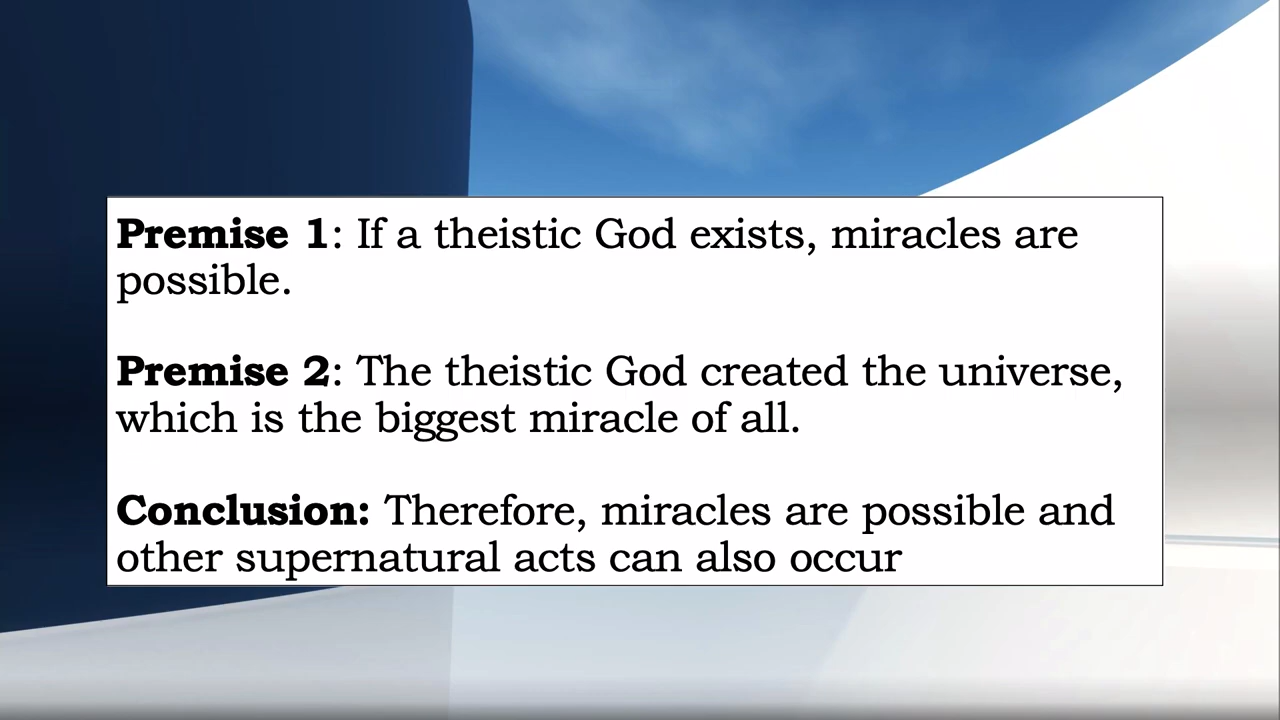 Premise 1: If a theistic God exists, miracles are
possible.
Premise 2: The theistic God created the universe,
which is the biggest miracle of all.
Conclusion: Therefore, miracles are possible and
other supernatural acts can also occur